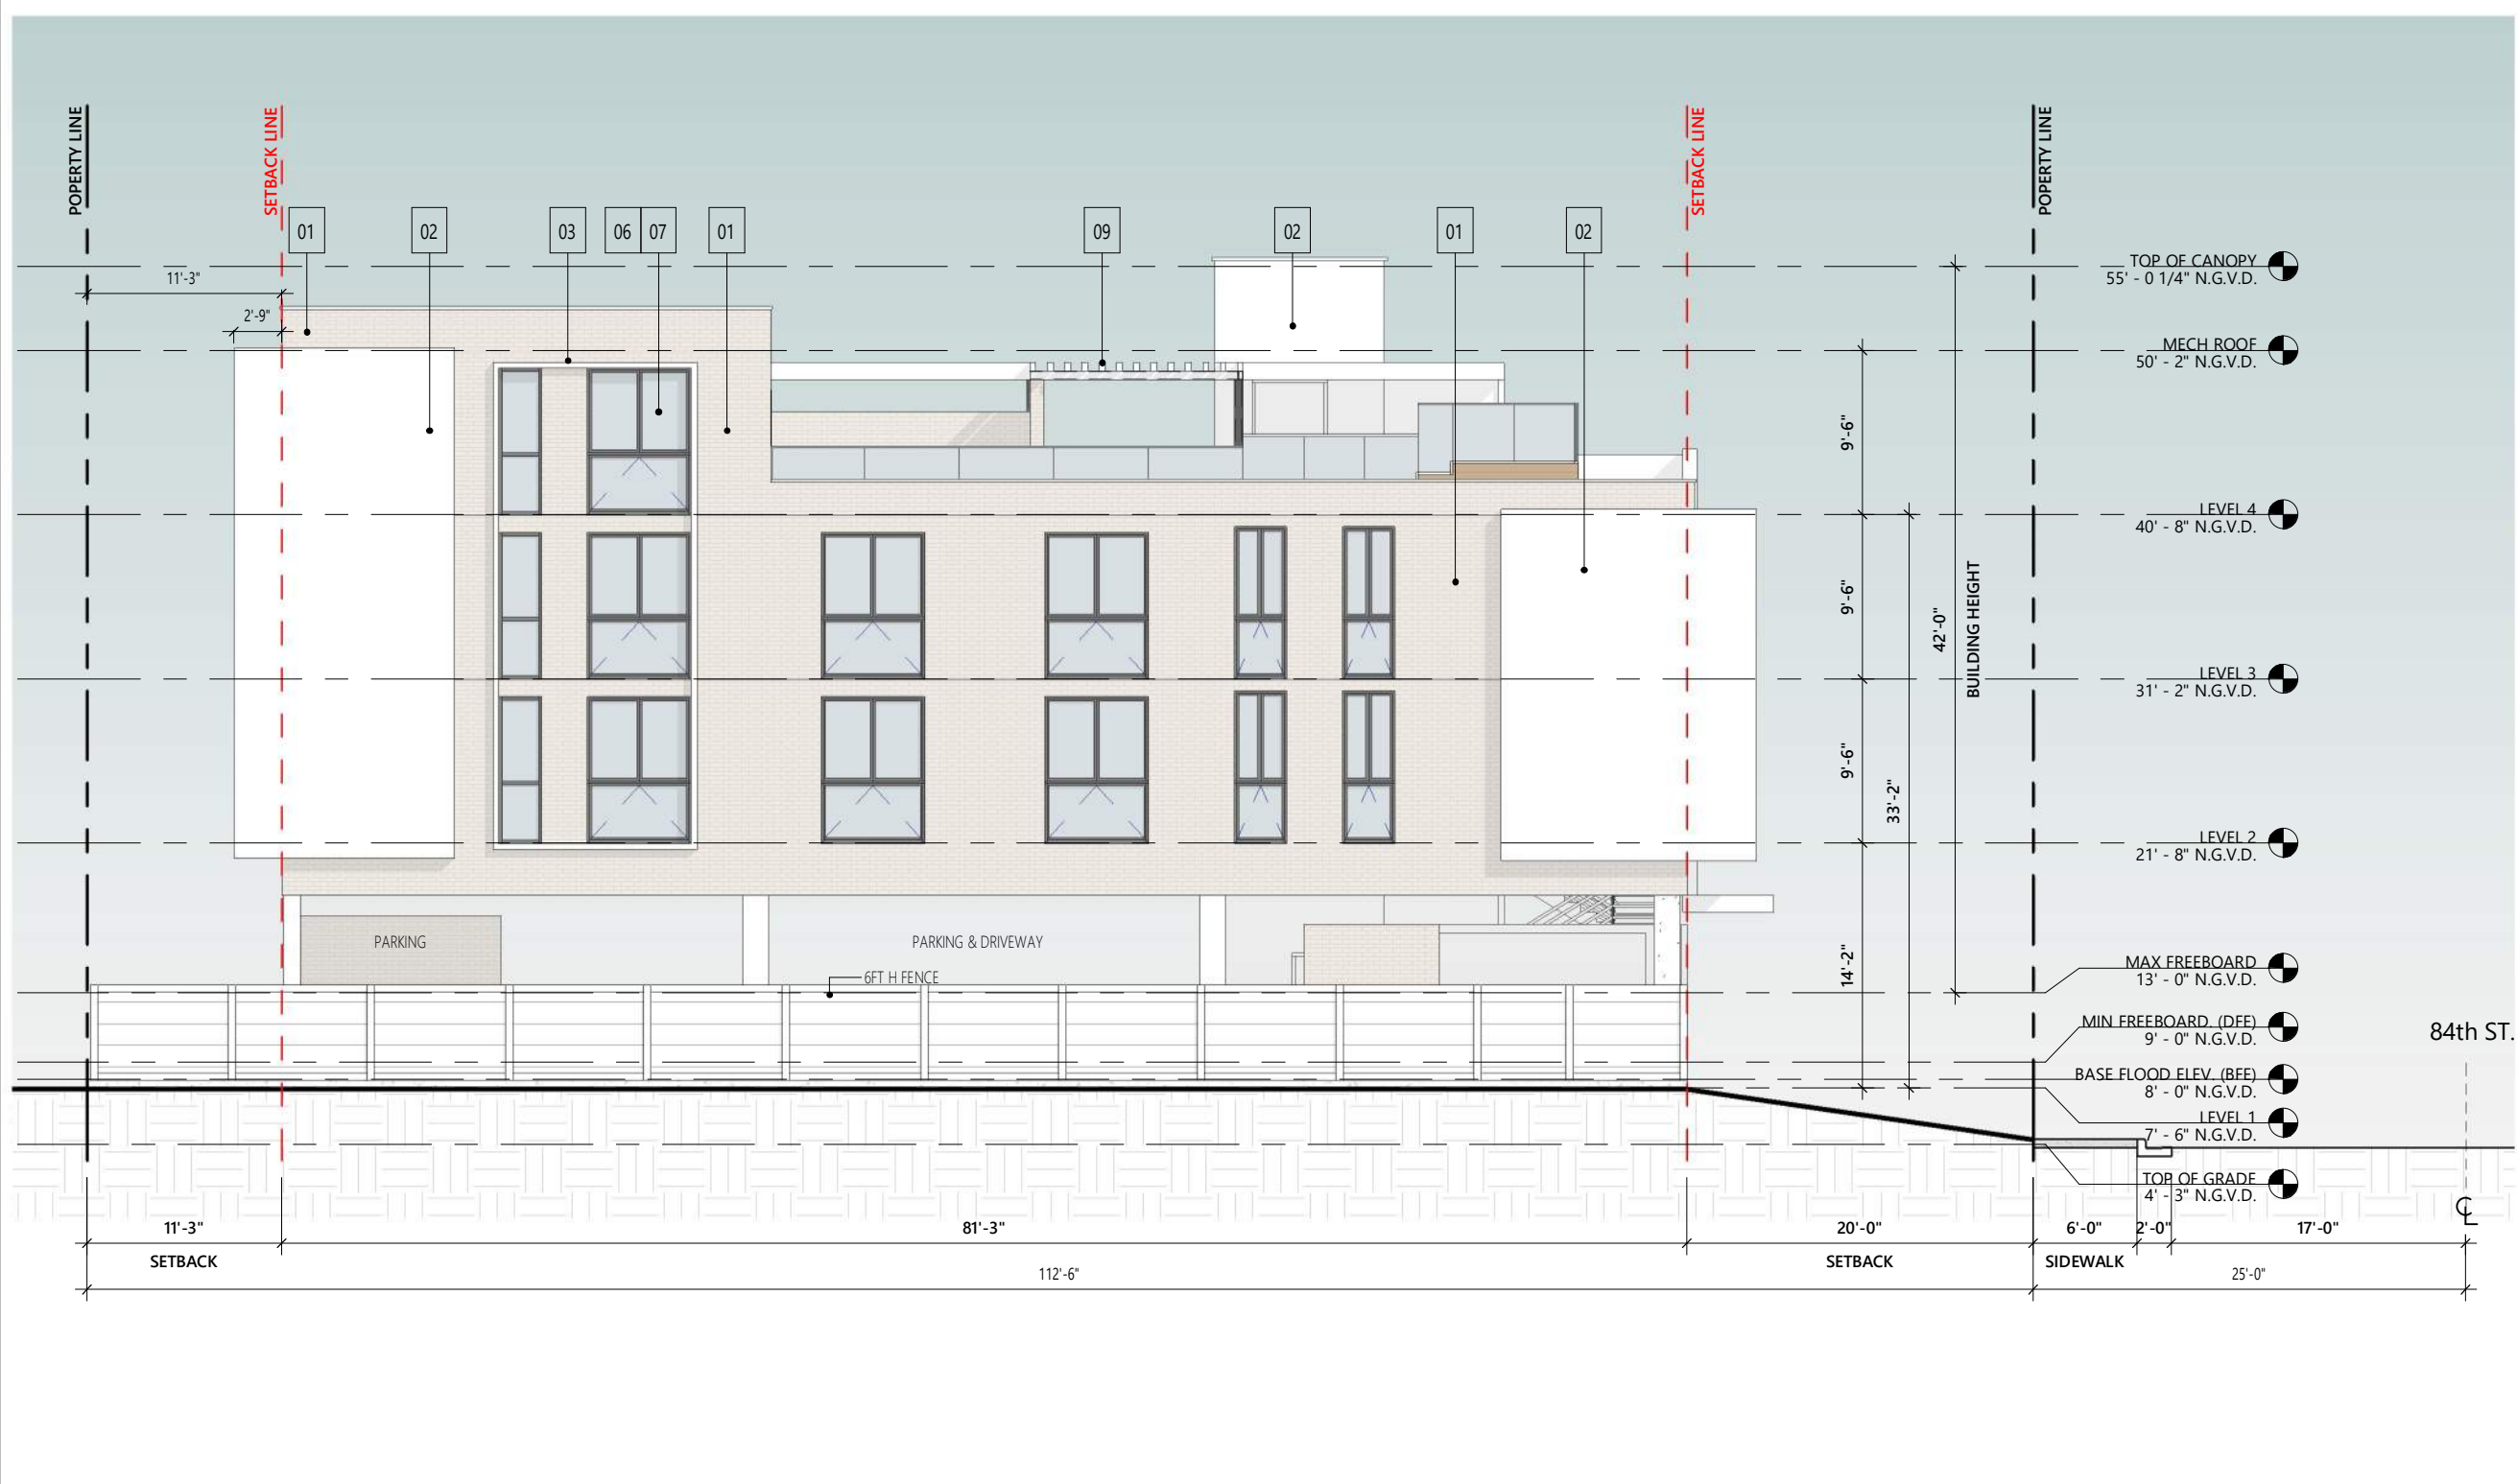 POPERTY LINE
SETBACK LINE
SETBACK LINE
POPERTY LINE
01
02
03
06
07
01
09
02
01
02
11'-3"
2'-9"
TOP OF CANOPY
55' - 0 1/4" N.G.V.D.
MECH ROOF
50' - 2" N.G.V.D.
9'-6"
LEVEL 4
40' - 8" N.G.V.D.
9'-6"
42'-0"
BUILDING HEIGHT
LEVEL 3
31' - 2" N.G.V.D.
9'-6"
33'-2"
LEVEL 2
21' - 8" N.G.V.D.
PARKING
PARKING & DRIVEWAY
14'-2"
6FT H FENCE
MAX FREEBOARD
13' - 0" N.G.V.D.
MIN FREEBOARD. (DFE)
9' - 0" N.G.V.D.
84th ST.
BASE FLOOD ELEV. (BFE)
8' - 0" N.G.V.D.
LEVEL 1
7' - 6" N.G.V.D.
TOP OF GRADE
4' - 3" N.G.V.D.
℄
11'-3"
81'-3"
20'-0"
6'-0"
2'-0"
17'-0"
SETBACK
SETBACK
SIDEWALK
112'-6"
25'-0"